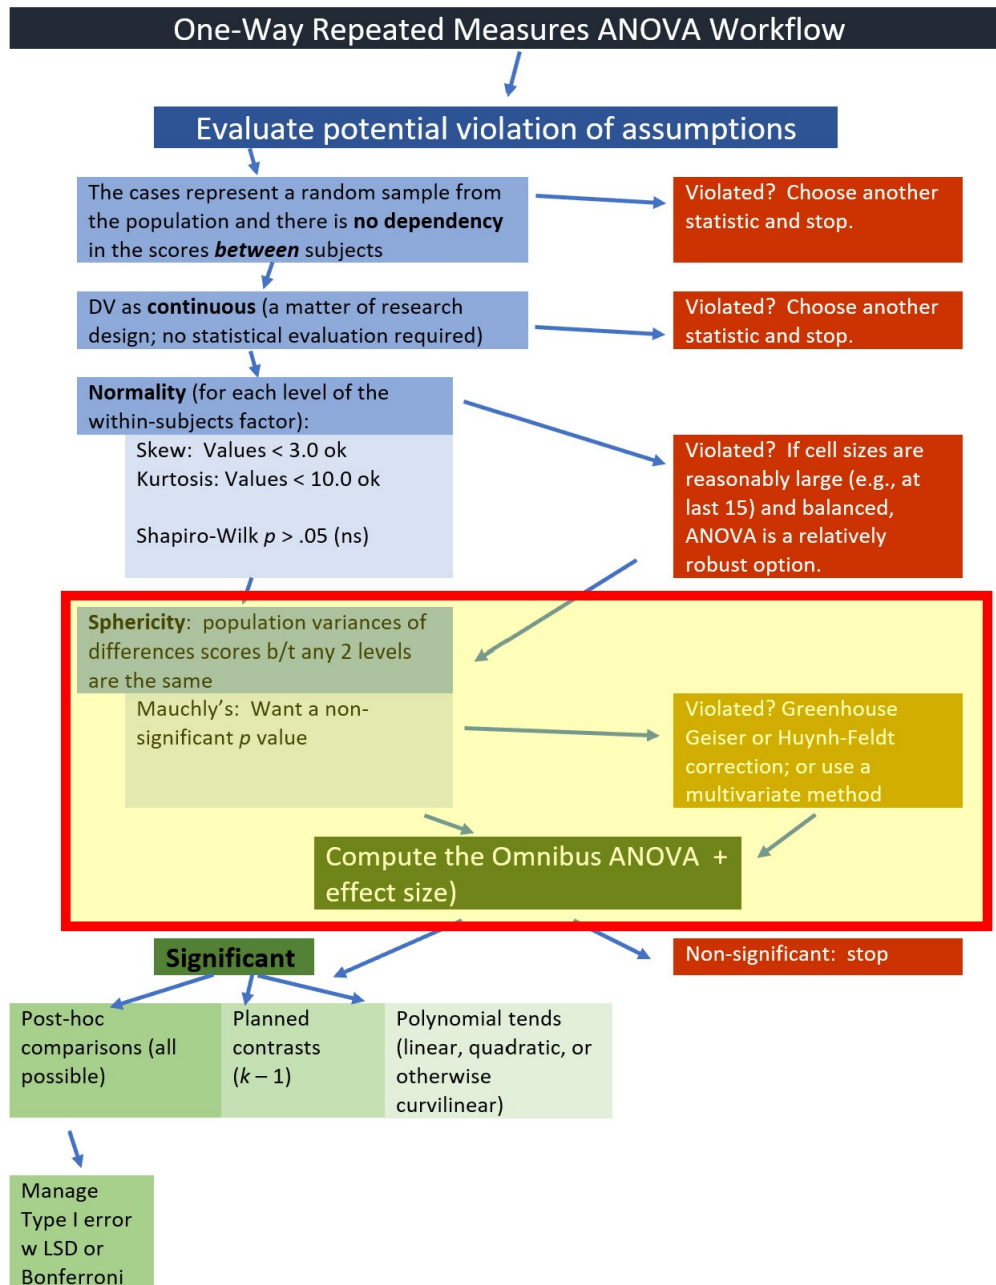 One-Way Repeated Measures ANOVA Workflow
Evaluate potential violation of assumptions
The cases represent a random sample from
the population and there is no dependency
in the scores between subjects
Violated?  Choose another
statistic and stop.
DV as continuous (a matter of research
design; no statistical evaluation required)
Violated?  Choose another
statistic and stop.
Normality (for each level of the
within-subjects factor):
Skew:  Values < 3.0 ok
Kurtosis: Values < 10.0 ok
Shapiro-Wilk p > .05 (ns)
Violated?  If cell sizes are
reasonably large (e.g., at
last 15) and balanced,
ANOVA is a relatively
robust option.
Sphericity:  population variances of
differences scores b/t any 2 levels
are the same
Mauchly's:  Want a non-
significant p value
Violated? Greenhouse
Geiser or Huynh-Feldt
correction; or use a
multivariate method
Compute the Omnibus ANOVA  +
effect size)
Significant
Non-significant:  stop
Post-hoc
comparisons (all
possible)
Planned
contrasts
(k – 1)
Polynomial tends
(linear, quadratic, or
otherwise
curvilinear)
Manage
Type I error
w LSD or
Bonferroni